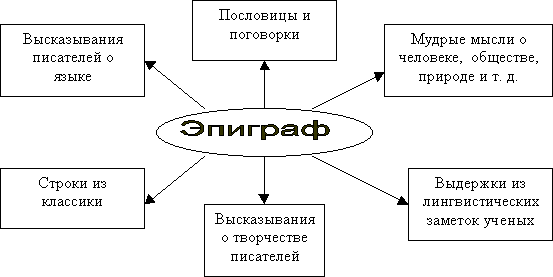 Пословицы и
поговорки
Высказывания
писателей о
языке
Мудрые мысли о
человеке, обществе,
природе и т. д.
Эпиграф
Строки из
классики
Высказывания
о творчестве
писателей
Выдержки из
лингвистических
заметок ученых